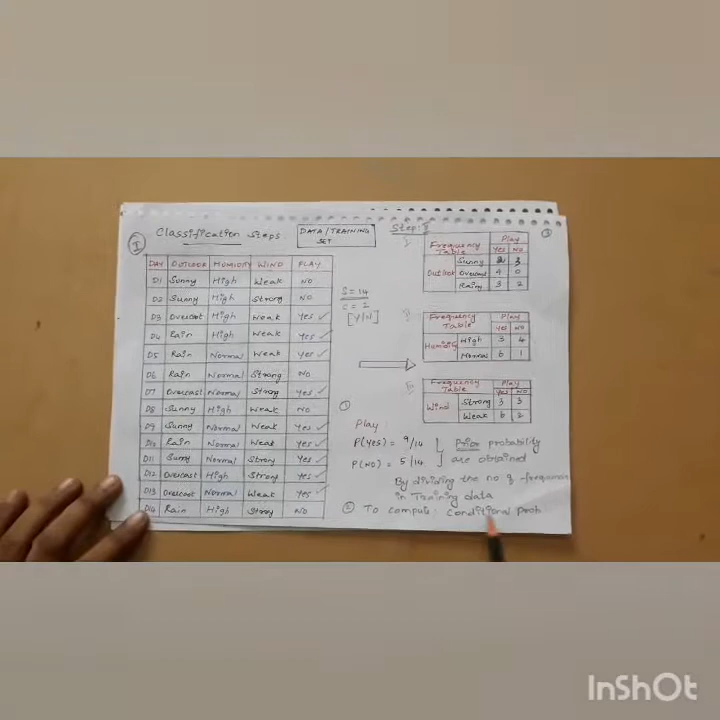 I Classification Steps
DATA/TRAINING
SET
DAY OUTLOOK HUMIDITY WIND PLAY
D1 Sunny High Weak NO
D2 Sunny High Strong NO
D3 Overcast High Weak Yes ✓
D4 Rain High Weak Yes ✓
D5 Rain Normal Weak Yes ✓
D6 Rain Normal Strong NO
D7 Overcast Normal Strong Yes ✓
D8 Sunny High Weak NO
D9 Sunny Normal Weak Yes ✓
D10 Rain Normal Weak Yes ✓
D11 Sunny Normal Strong Yes ✓
D12 Overcast High Strong Yes ✓
D13 Overcast Normal Weak Yes ✓
D14 Rain High Strong NO
S = 14
C = 2
[Y/N]
Step: I
Frequency Table Play
Yes NO
Outlook Sunny 2 3
Overcast 4 0
Rainy 3 2
Frequency Table Play
Yes NO
Humidity High 3 4
Normal 6 1
Frequency Table Play
Yes NO
Wind Strong 3 3
Weak 6 2
①
Play
P(YES) = 9/14 Prior probability
P(NO) = 5/14 are obtained
By dividing the no of
in Training data
② To compute Conditional Prob
InShOt